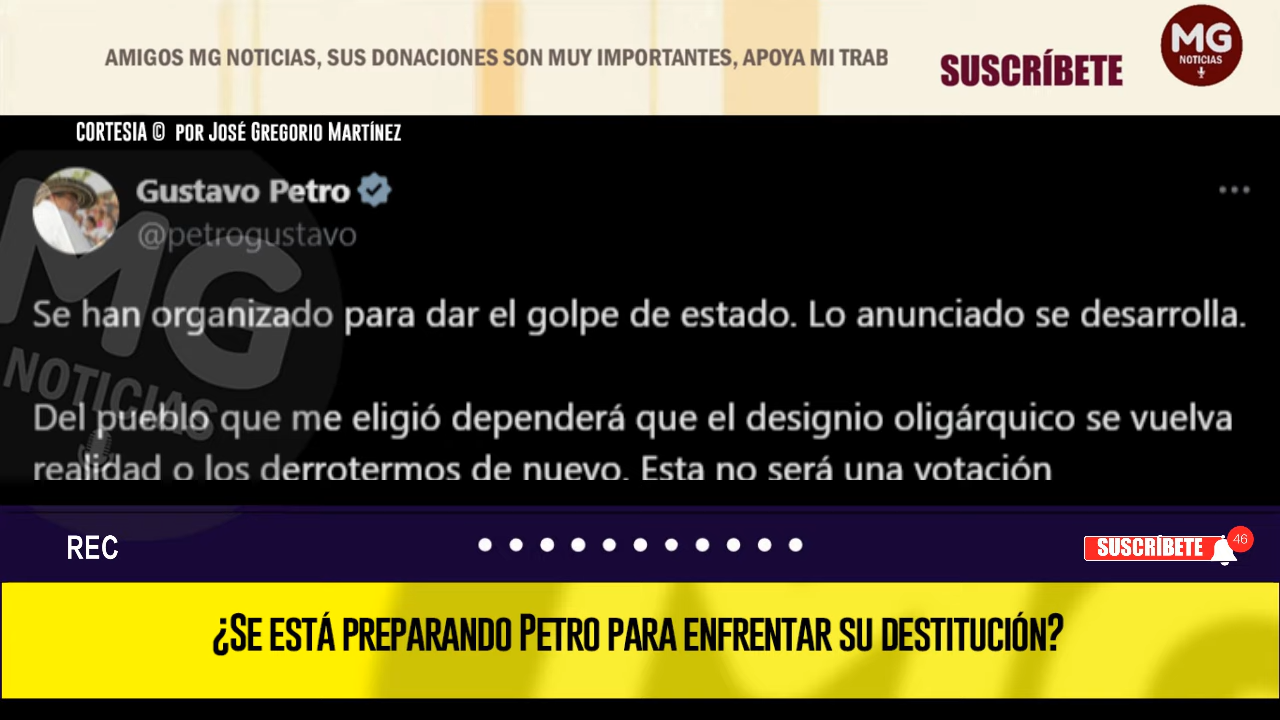 AMIGOS MG NOTICIAS, SUS DONACIONES SON MUY IMPORTANTES, APOYA MI TRAB
SUSCRÍBETE
MG
NOTICIAS
CORTESIA © POR JOSÉ GREGORIO MARTÍNEZ
Gustavo Petro
@petrogustavo
Se han organizado para dar el golpe de estado. Lo anunciado se desarrolla.
Del pueblo que me eligió dependerá que el designio oligárquico se vuelva
realidad o los derrotermos de nuevo. Esta no será una votación
MG
NOTICIAS
REC
SUSCRÍBETE
46
¿SE ESTÁ PREPARANDO PETRO PARA ENFRENTAR SU DESTITUCIÓN?